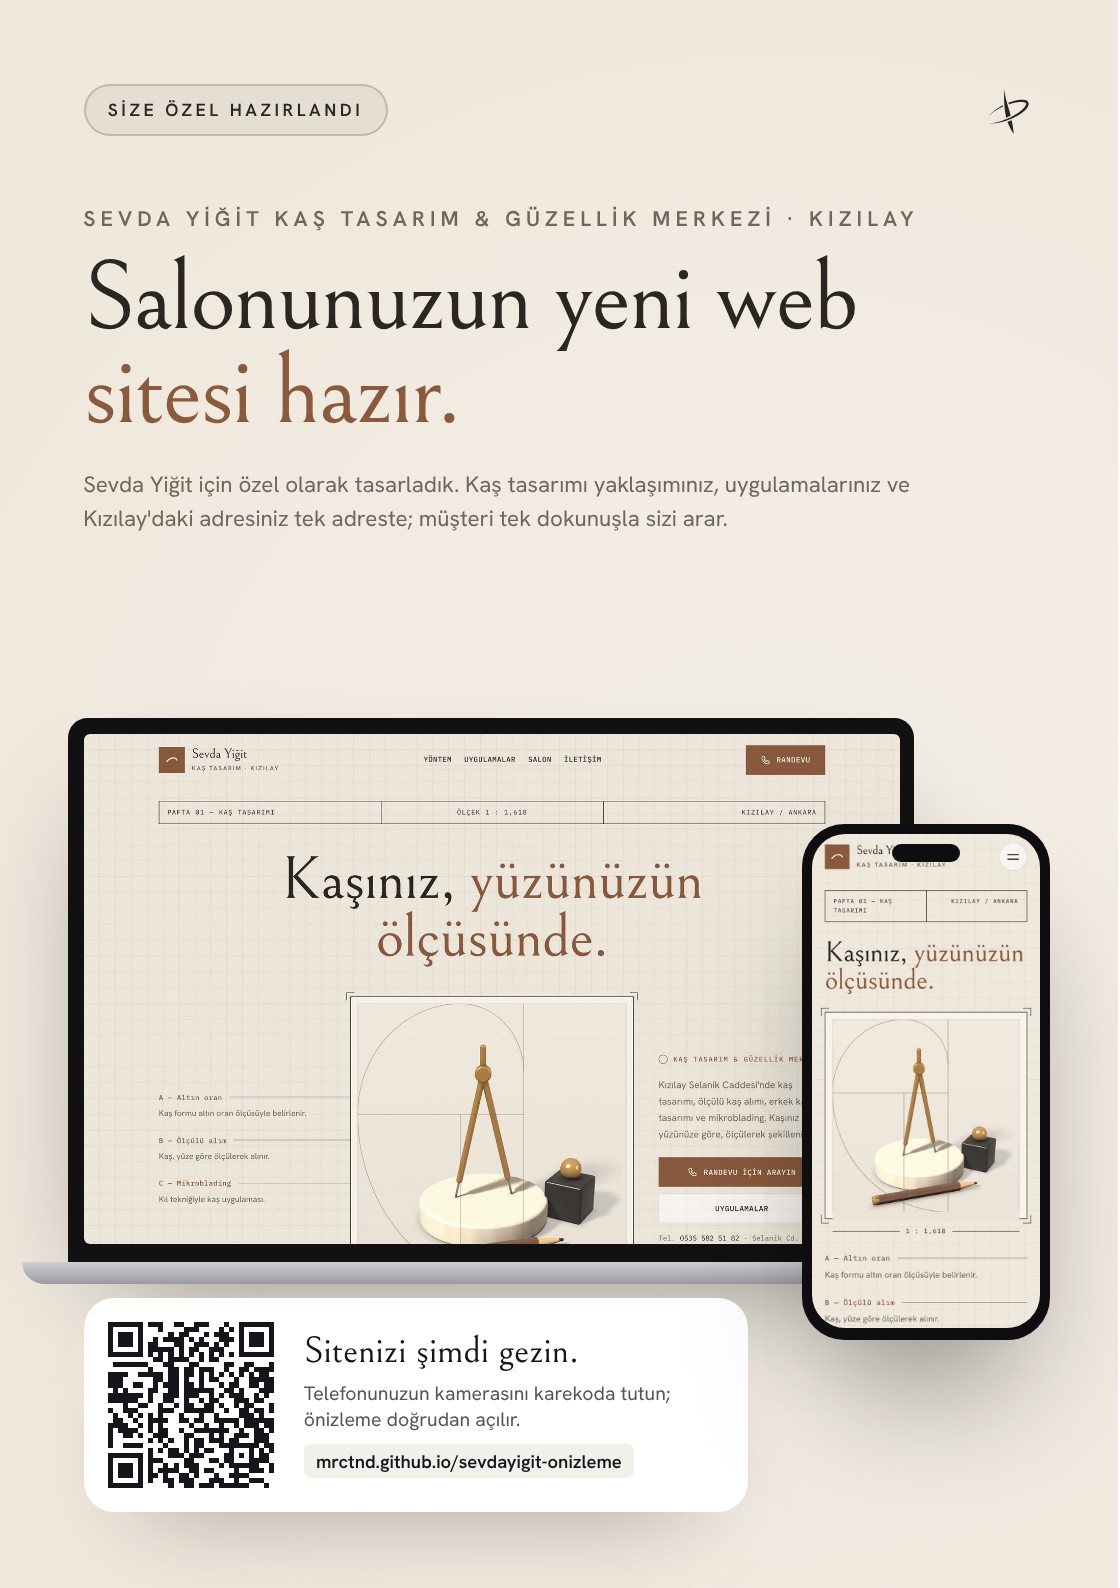 SİZE ÖZEL HAZIRLANDI
SEVDA YİĞİT KAŞ TASARIM & GÜZELLİK MERKEZİ · KIZILAY
Salonunuzun yeni web
sitesi hazır.
Sevda Yiğit için özel olarak tasarladık. Kaş tasarımı yaklaşımınız, uygulamalarınız ve
Kızılay'daki adresiniz tek adreste; müşteri tek dokunuşla sizi arar.
Sevda Yiğit
KAŞ TASARIM · KIZILAY
YÖNTEM UYGULAMALAR SALON İLETİŞİM
RANDEVU
PAFTA 01 — KAŞ TASARIMI
ÖLÇEK 1 : 1,618
KIZILAY / ANKARA
Kaşınız, yüzünüzün
ölçüsünde.
A — Altın oran
Kaş formu altın oran ölçüsüyle belirlenir.
B — Ölçülü alım
Kaş, yüze göre ölçülerek alınır.
C — Mikroblading
Kıl tekniğiyle kaş uygulaması.
KAŞ TASARIM & GÜZELLİK MER
Kızılay Selanik Caddesi'nde kaş
tasarımı, ölçülü kaş alımı, erkek k
tasarımı ve mikroblading. Kaşınız
yüzünüze göre, ölçülerek şekillen
RANDEVU İÇİN ARAYIN
UYGULAMALAR
Tel. 0535 582 51 82 · Selanik Cd.
Sevda Y
KAŞ TASARIM · KIZILAY
PAFTA 01 — KAŞ
TASARIMI
KIZILAY / ANKARA
Kaşınız, yüzünüzün
ölçüsünde.
1 : 1,618
A — Altın oran
Kaş formu altın oran ölçüsüyle belirlenir.
B — Ölçülü alım
Kaş, yüze göre ölçülerek alınır.
Sitenizi şimdi gezin.
Telefonunuzun kamerasını karekoda tutun;
önizleme doğrudan açılır.
mrctnd.github.io/sevdayigit-onizleme